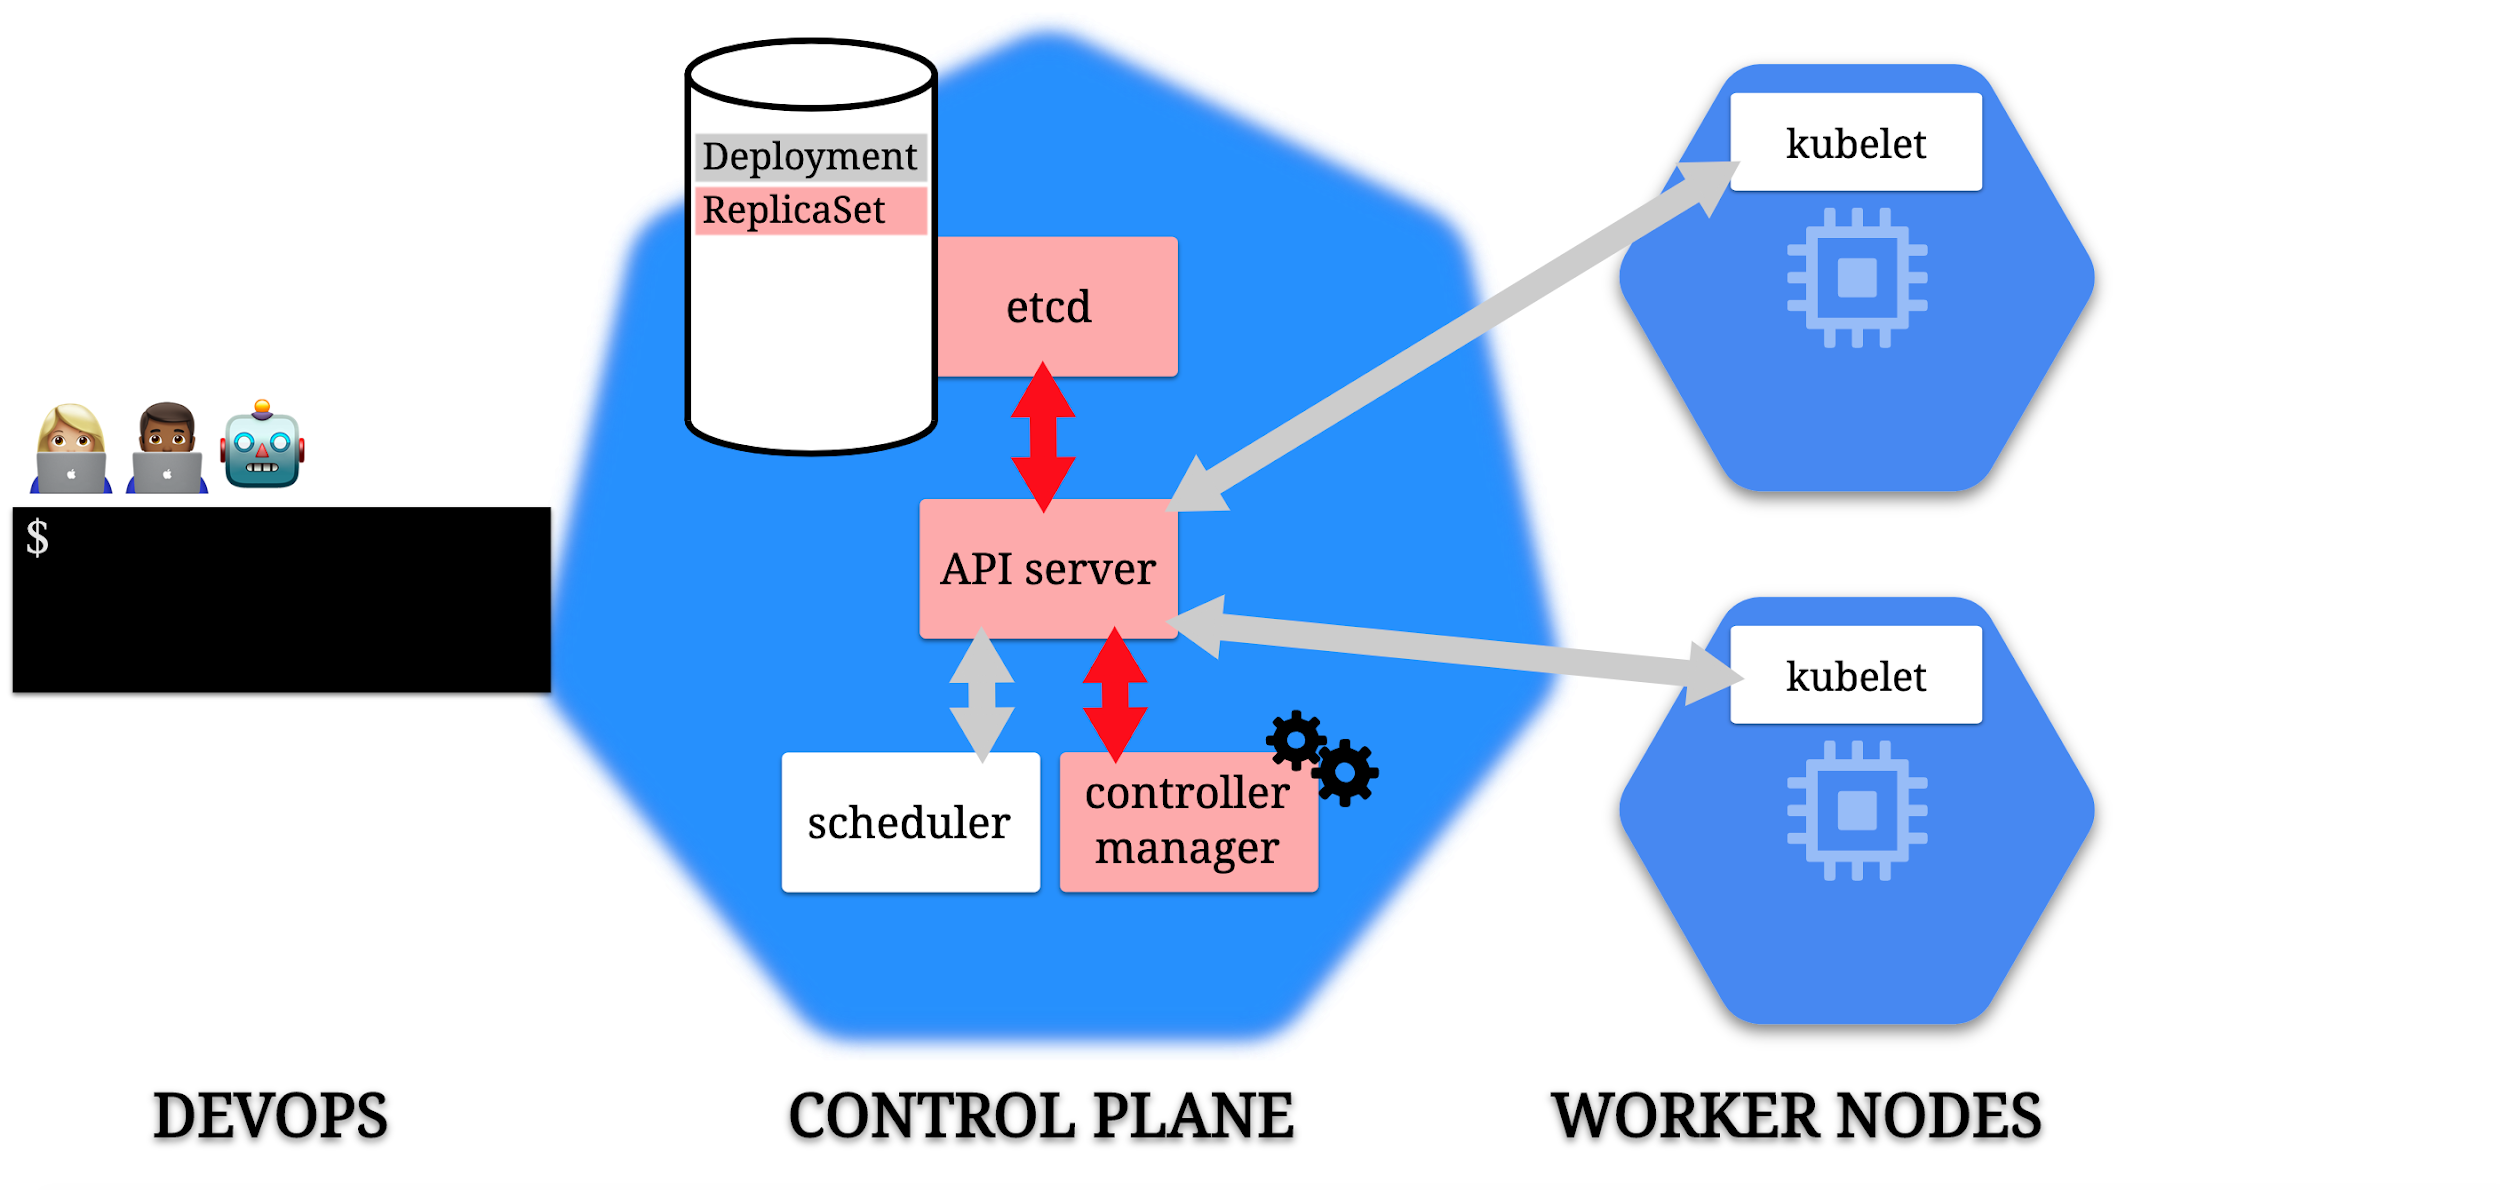 Deployment
ReplicaSet
etcd
kubelet
$
API server
kubelet
scheduler
controller
manager
DEVOPS
CONTROL PLANE
WORKER NODES